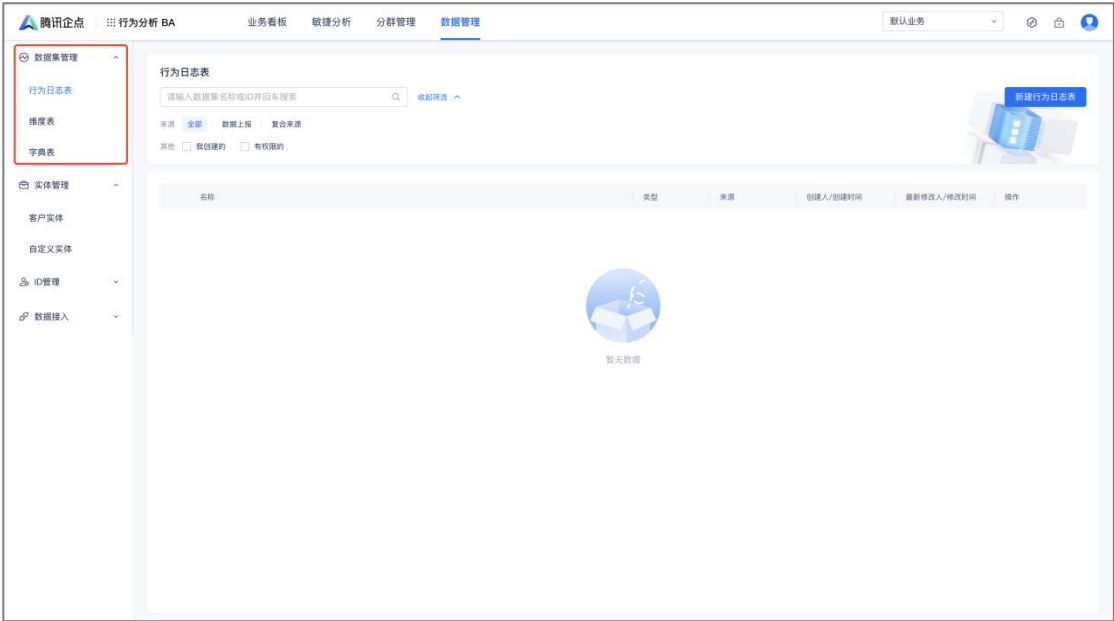 腾讯企点 行为分析 BA 业务看板 敏捷分析 分群管理 数据管理 默认业务
数据集管理
行为日志表
维度表
字典表
实体管理
客户实体
自定义实体
ID管理
数据接入
行为日志表
请输入数据集名称或ID并回车搜索 收起筛选
新建行为日志表
来源 全部 数据上报 复合来源
其他 我创建的 有权限的
名称 类型 来源 创建人/创建时间 最新修改人/修改时间 操作
暂无数据